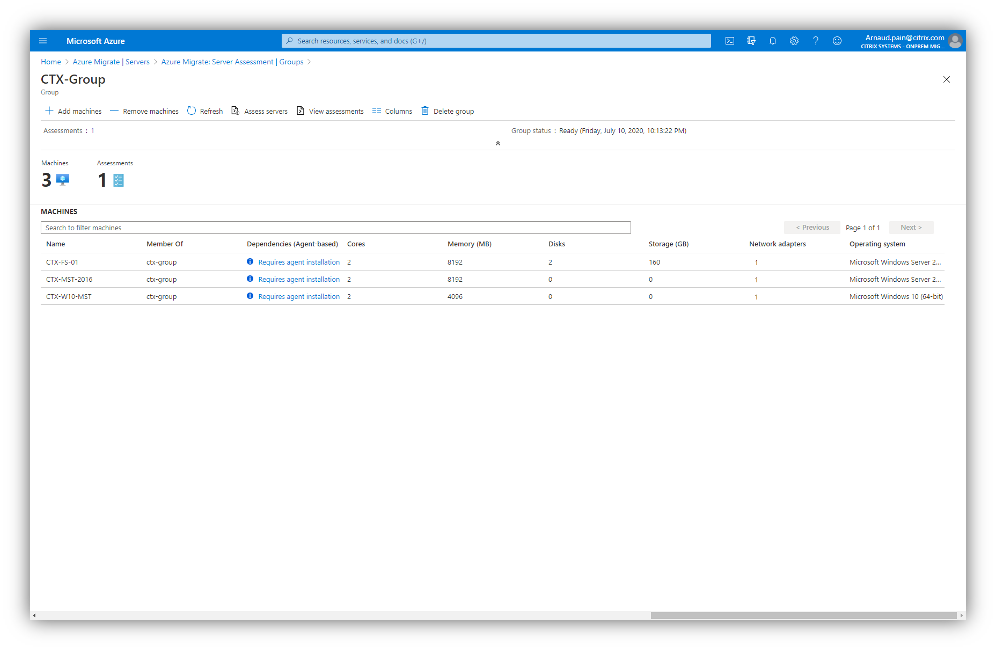 Microsoft Azure
Search resources, services, and docs (G+/)
Arnaud.pain@citrix.com
CITRIX SYSTEMS - ONPREM MIG
Home > Azure Migrate | Servers > Azure Migrate: Server Assessment | Groups >
CTX-Group
Group
Add machines Remove machines Refresh Assess servers View assessments Columns Delete group
Assessments : 1 Group status : Ready (Friday, July 10, 2020, 10:13:22 PM)
Machines Assessments
3 1
MACHINES
Search to filter machines < Previous Page 1 of 1 Next >
Name Member Of Dependencies (Agent-based) Cores Memory (MB) Disks Storage (GB) Network adapters Operating system
CTX-FS-01 ctx-group Requires agent installation 2 8192 2 160 1 Microsoft Windows Server 2...
CTX-MST-2016 ctx-group Requires agent installation 2 8192 0 0 1 Microsoft Windows Server 2...
CTX-W10-MST ctx-group Requires agent installation 2 4096 0 0 1 Microsoft Windows 10 (64-bit)